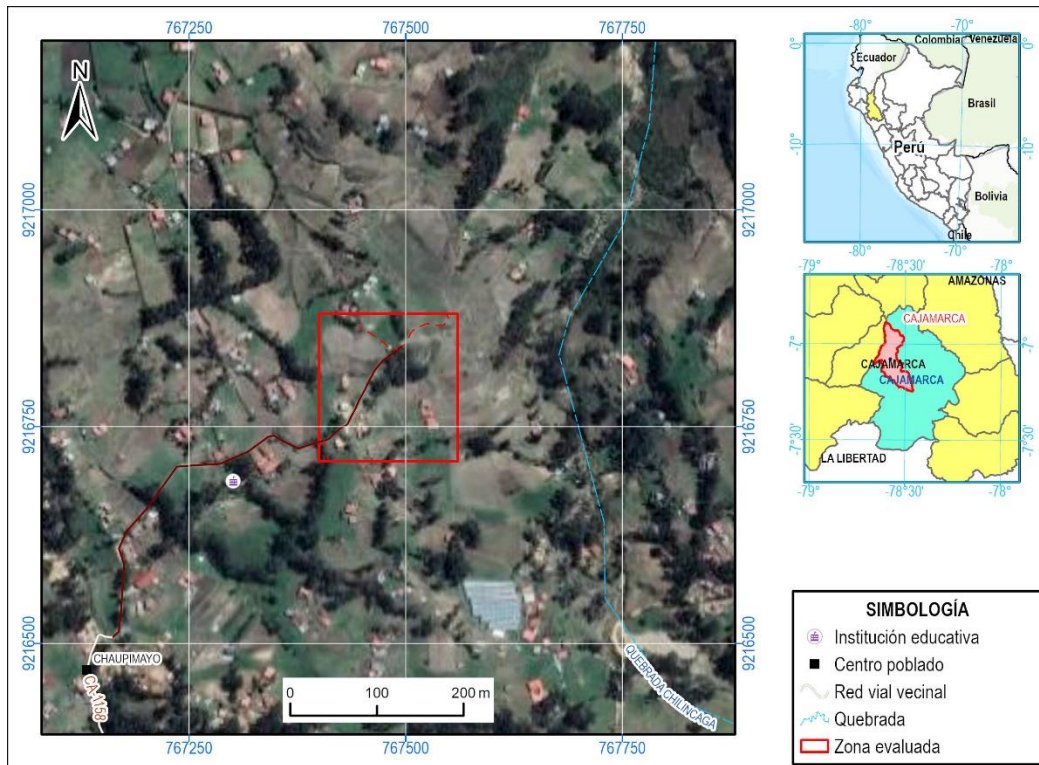 767250 767500 767750
N
9217000 9217000
9216750 9216750
9216500 9216500
CHAUPIMAYO
CA-1158
QUEBRADA CHILINCAGA
0 100 200 m
767250 767500 767750
-80° -70°
0° 0°
Colombia Venezuela
Ecuador
Brasil
Perú
-10° -10°
Bolivia
Chile
-80° -70°
-79° -78°30' -78°
AMAZONAS
CAJAMARCA
-7° -7°
CAJAMARCA
CAJAMARCA
-7°30' -7°30'
LA LIBERTAD
-79° -78°30' -78°
SIMBOLOGÍA
Institución educativa
Centro poblado
Red vial vecinal
Quebrada
Zona evaluada